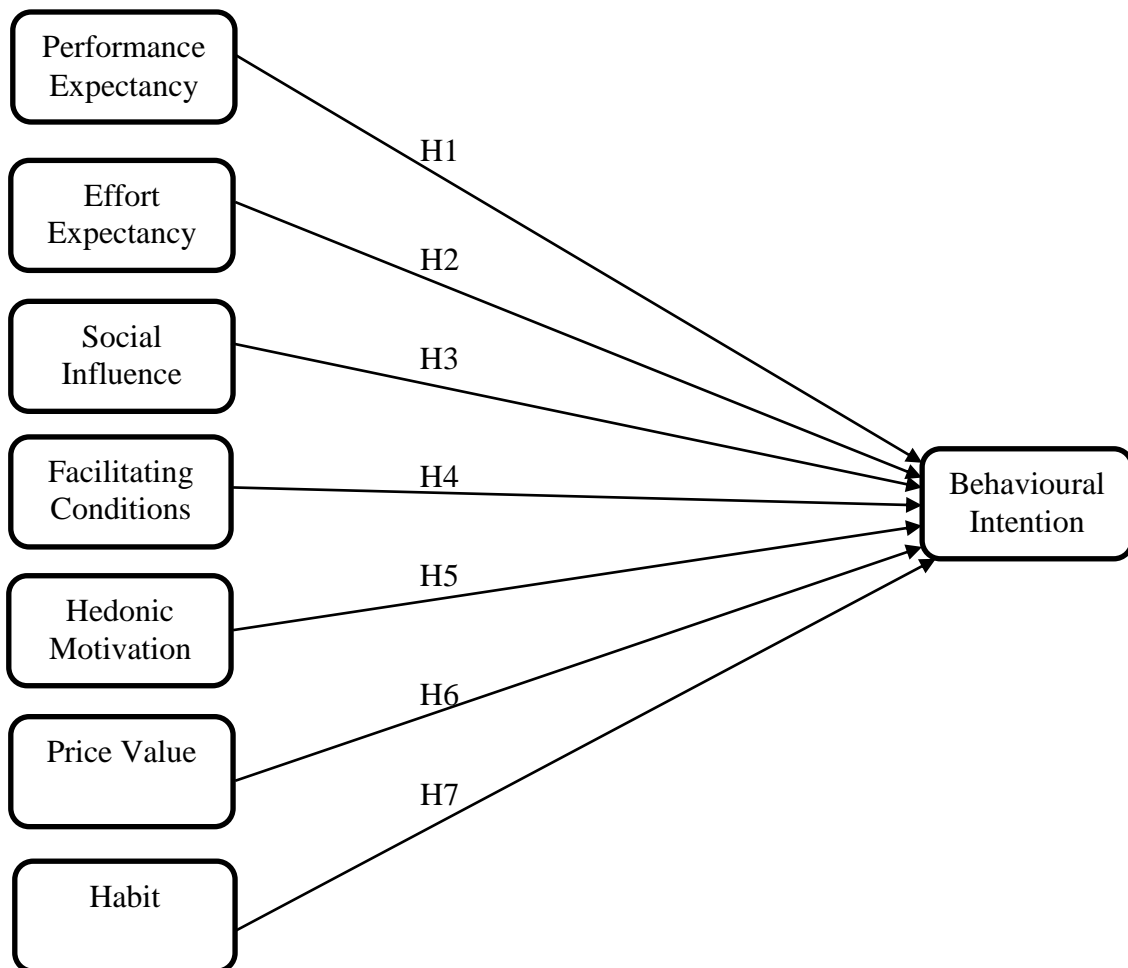 Performance
Expectancy
H1
Effort
Expectancy
H2
Social
Influence
H3
Facilitating
Conditions
H4
Behavioural
Intention
Hedonic
Motivation
H5
Price Value
H6
Habit
H7